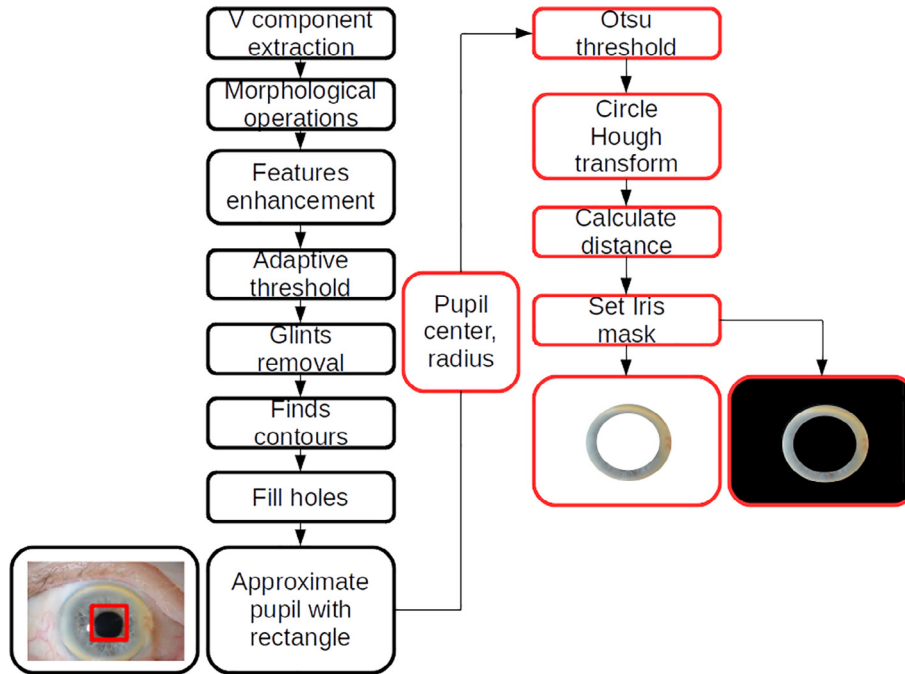 V component
extraction
Morphological
operations
Features
enhancement
Adaptive
threshold
Glints
removal
Finds
contours
Fill holes
Approximate
pupil with
rectangle
Pupil
center,
radius
Otsu
threshold
Circle
Hough
transform
Calculate
distance
Set Iris
mask